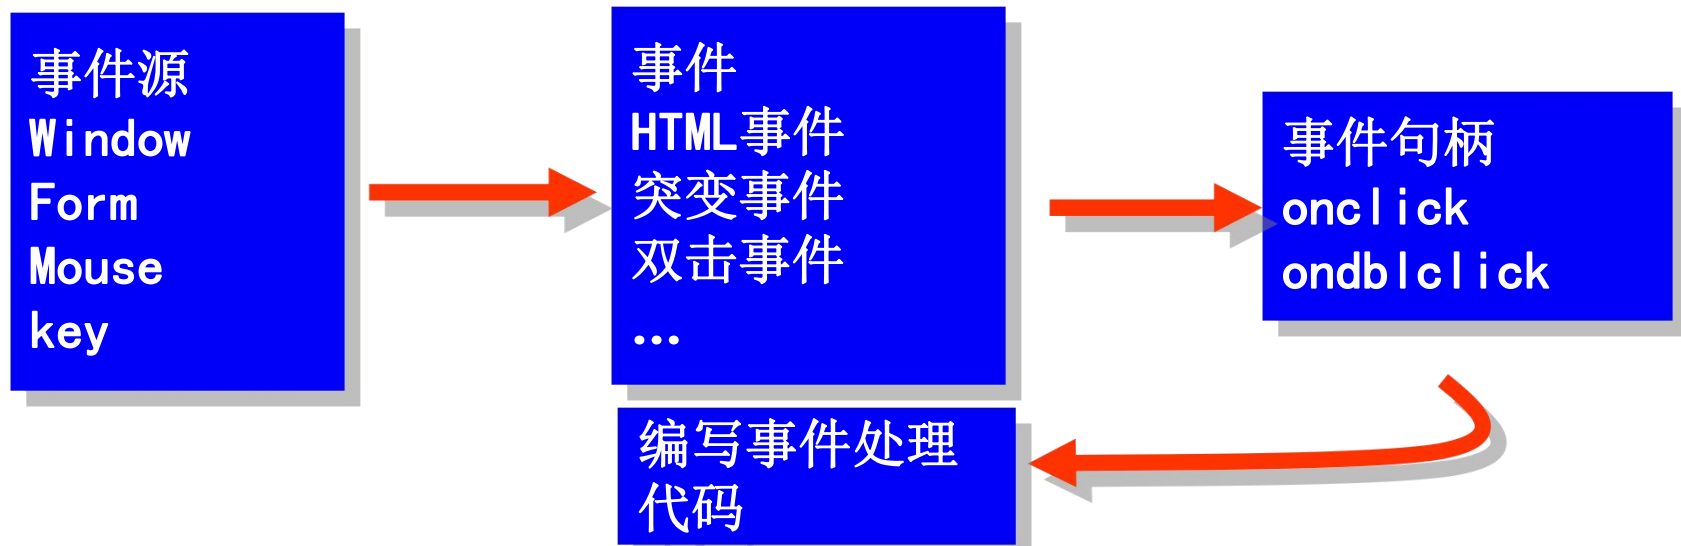 事件源
Window
Form
Mouse
key
事件
HTML事件
突变事件
双击事件
...
事件句柄
onclick
ondblclick
编写事件处理
代码